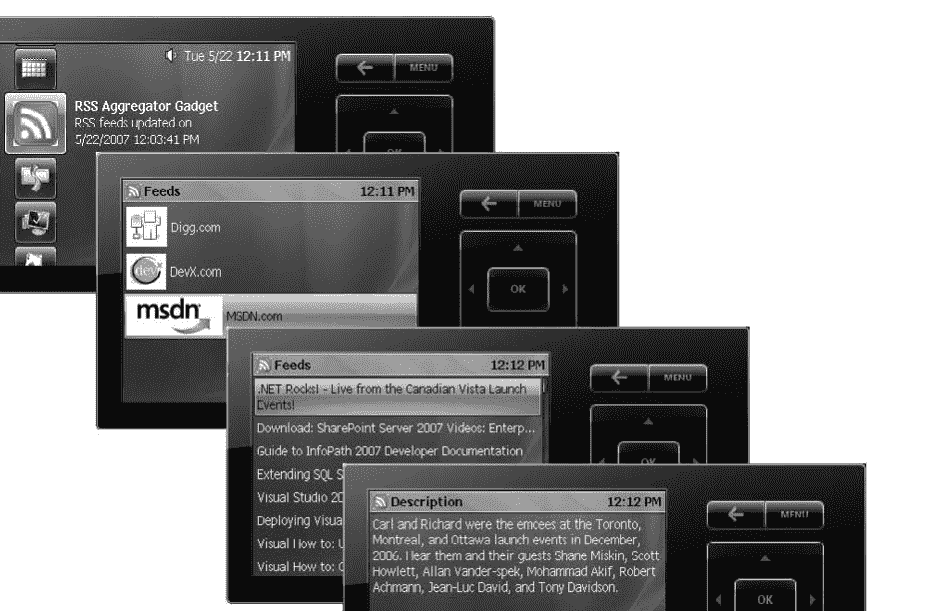 Tue 5/22 12:11 PM
MENU
RSS Aggregator Gadget
RSS feeds updated on
5/22/2007 12:03:41 PM
OK
Feeds 12:11 PM
MENU
Digg.com
dev
DevX.com
OK
msdn
MSDN.com
Feeds 12:12 PM
MENU
.NET Rocks! - Live from the Canadian Vista Launch
Events!
Download: SharePoint Server 2007 Videos: Enterp...
Guide to InfoPath 2007 Developer Documentation
OK
Extending SQL S
Visual Studio 20
Deploying Visua
Visual How to: U
Visual How to: C
Description 12:12 PM
MENU
Carl and Richard were the emcees at the Toronto,
Montreal, and Ottawa launch events in December,
2006. Hear them and their guests Shane Miskin, Scott
Howlett, Allan Vander-spek, Mohammad Akif, Robert
Achmann, Jean-Luc David, and Tony Davidson.
OK